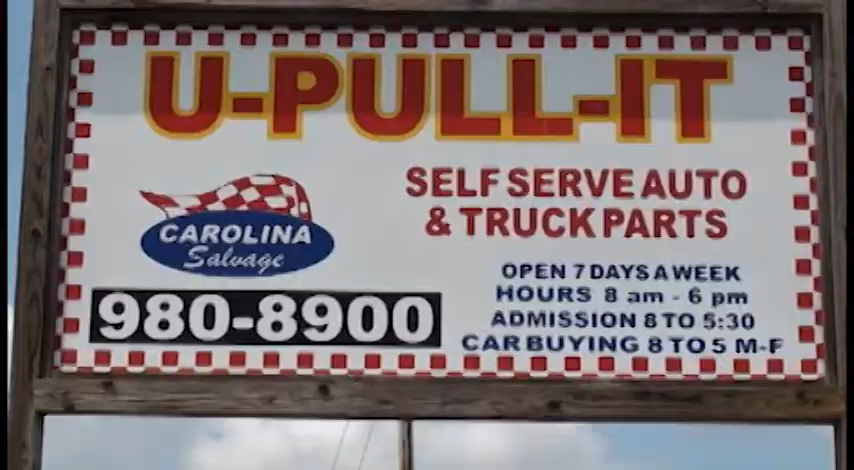 U-PULL-IT
SELF SERVE AUTO
& TRUCK PARTS
CAROLINA
Salvage
980-8900
OPEN 7 DAYS A WEEK
HOURS 8 am - 6 pm
ADMISSION 8 TO 5:30
CAR BUYING 8 TO 5 M-F